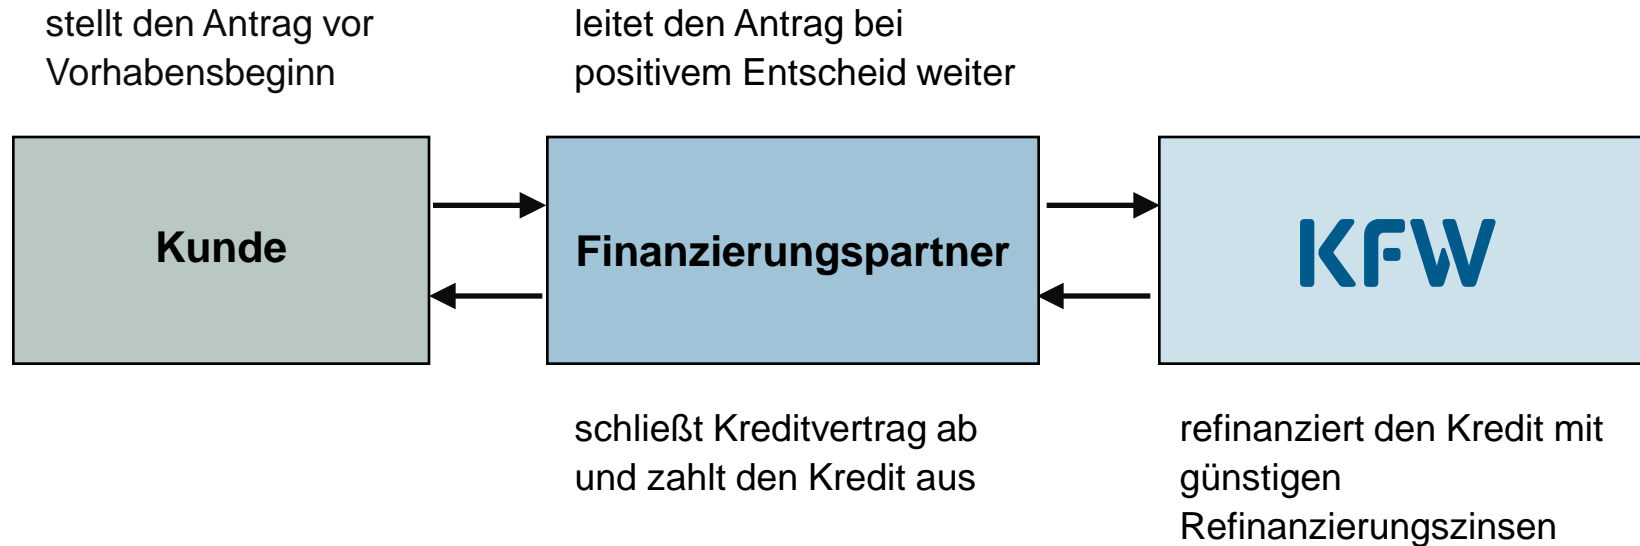 stellt den Antrag vor
Vorhabensbeginn
leitet den Antrag bei
positivem Entscheid weiter
Kunde
Finanzierungspartner
KFW
schließt Kreditvertrag ab
und zahlt den Kredit aus
refinanziert den Kredit mit
günstigen
Refinanzierungszinsen